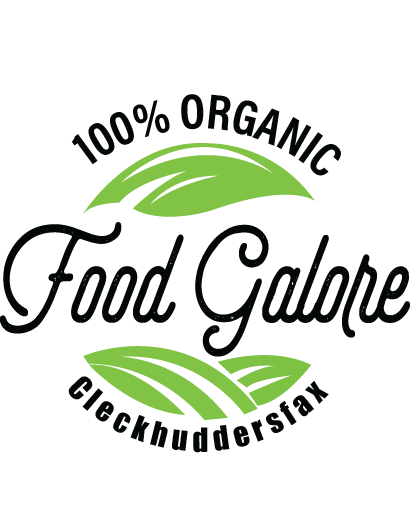 100% ORGANIC
Food Galore
Cleckhuddersfax